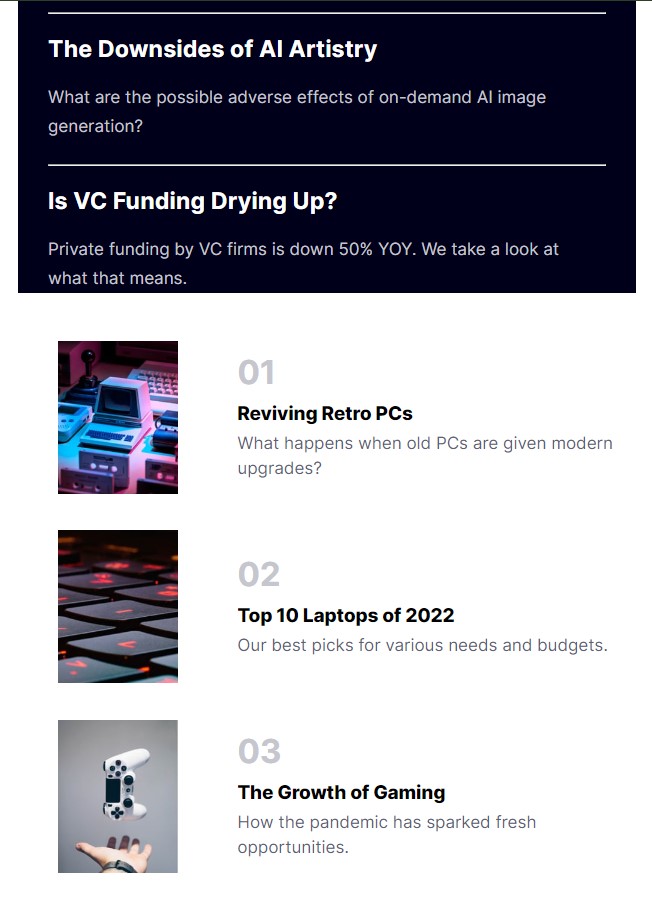 The Downsides of AI Artistry
What are the possible adverse effects of on-demand AI image
generation?
Is VC Funding Drying Up?
Private funding by VC firms is down 50% YOY. We take a look at
what that means.
01
Reviving Retro PCs
What happens when old PCs are given modern
upgrades?
02
Top 10 Laptops of 2022
Our best picks for various needs and budgets.
03
The Growth of Gaming
How the pandemic has sparked fresh
opportunities.